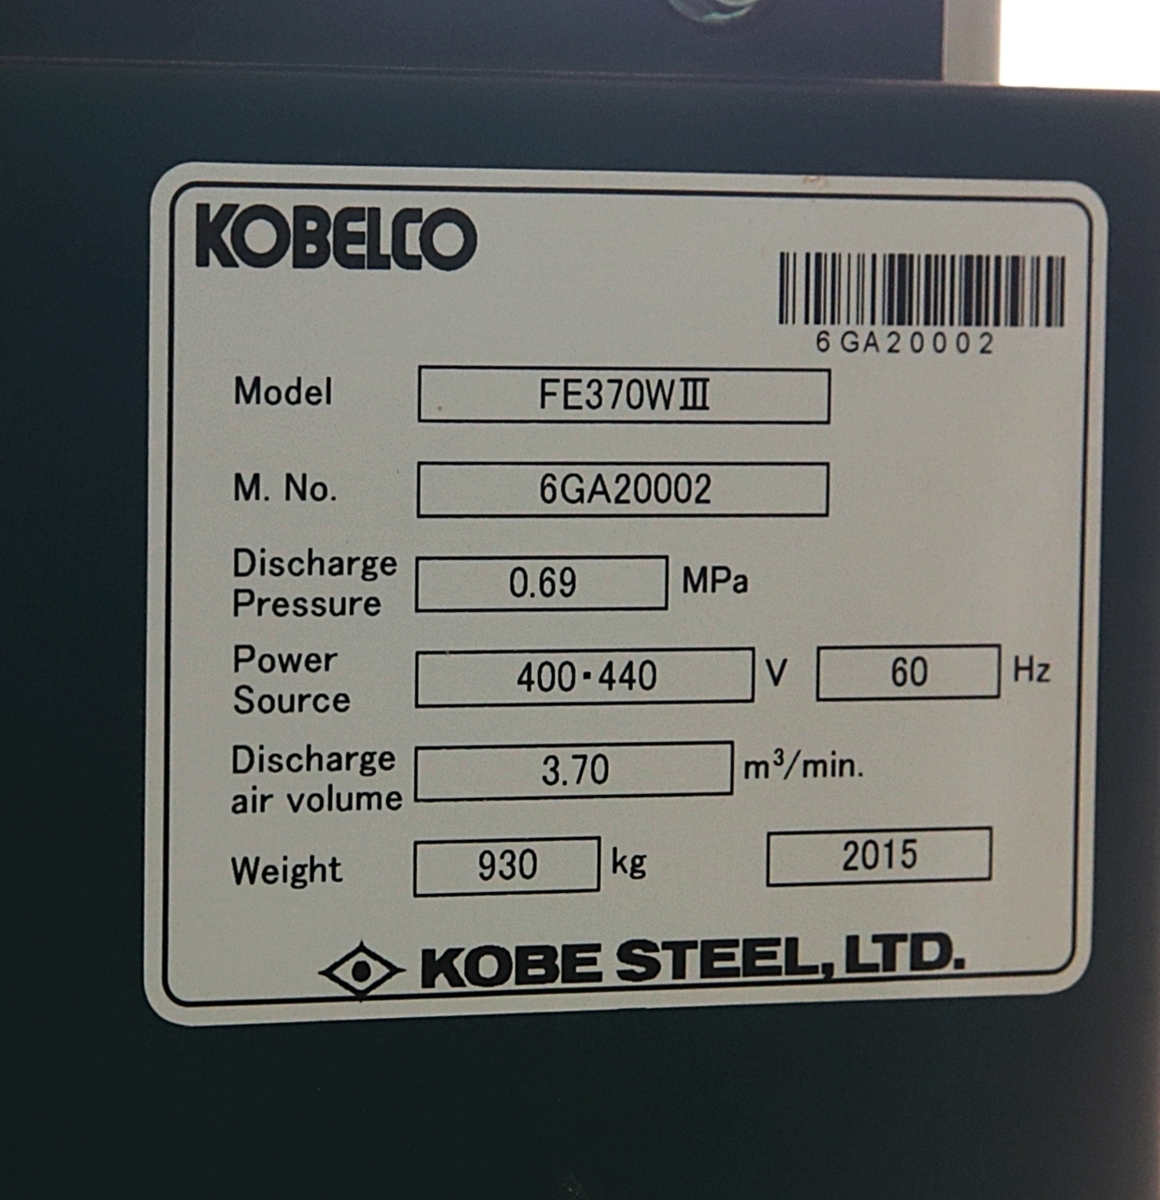 KOBELCO
6GA20002
Model FE370WⅢ
M. No. 6GA20002
Discharge
Pressure 0.69 MPa
Power
Source 400・440 V 60 Hz
Discharge
air volume 3.70 m³/min.
Weight 930 kg 2015
KOBE STEEL, LTD.